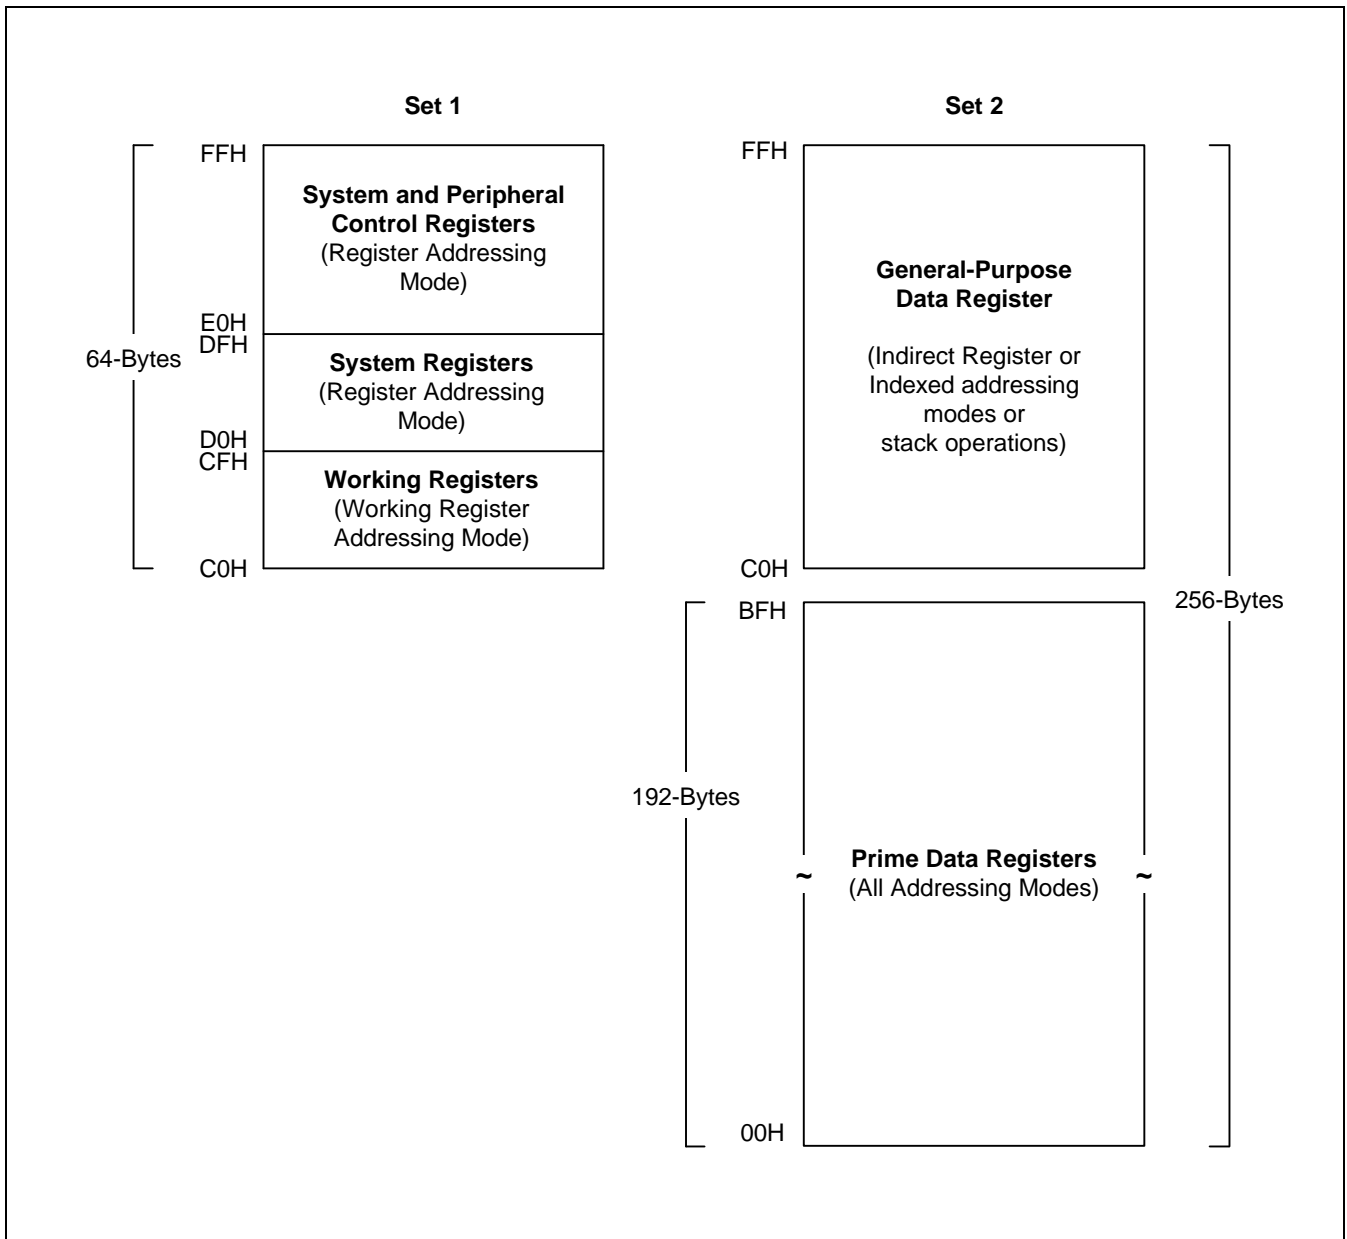 Set 1
FFH
System and Peripheral
Control Registers
(Register Addressing
Mode)
E0H
DFH
64-Bytes
System Registers
(Register Addressing
Mode)
D0H
CFH
Working Registers
(Working Register
Addressing Mode)
C0H
Set 2
FFH
General-Purpose
Data Register
(Indirect Register or
Indexed addressing
modes or
stack operations)
C0H
256-Bytes
BFH
192-Bytes
Prime Data Registers
~ ~
(All Addressing Modes)
00H